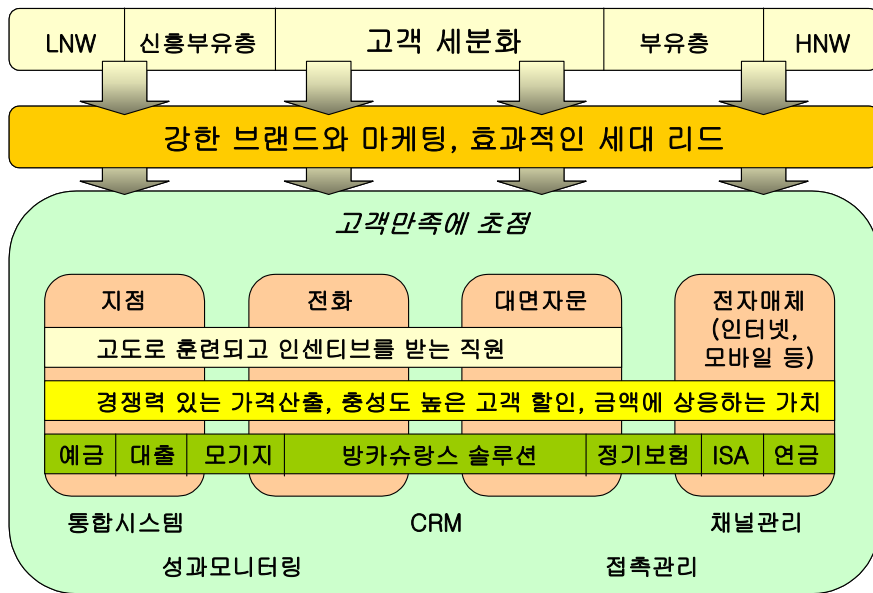 LNW 신흥부유층 고객 세분화 부유층 HNW
강한 브랜드와 마케팅, 효과적인 세대 리드
고객만족에 초점
지점 전화 대면자문 전자매체
(인터넷,
모바일 등)
고도로 훈련되고 인센티브를 받는 직원
경쟁력 있는 가격산출, 충성도 높은 고객 할인, 금액에 상응하는 가치
예금 대출 모기지 방카슈랑스 솔루션 정기보험 ISA 연금
통합시스템 CRM 채널관리
성과모니터링 접촉관리